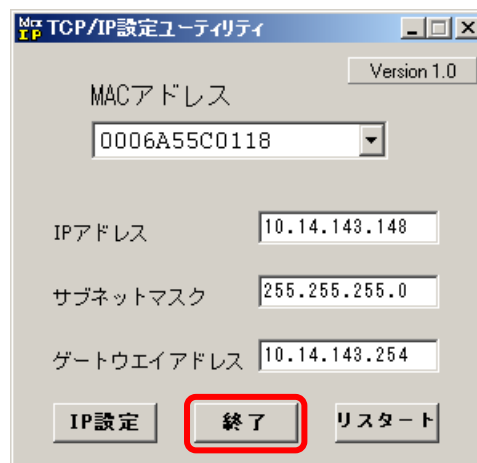 TCP/IP設定ユーティリティ
Version 1.0
MACアドレス
0006A55C0118
IPアドレス
10.14.143.148
サブネットマスク
255.255.255.0
ゲートウエイアドレス
10.14.143.254
IP設定
終了
リスタート